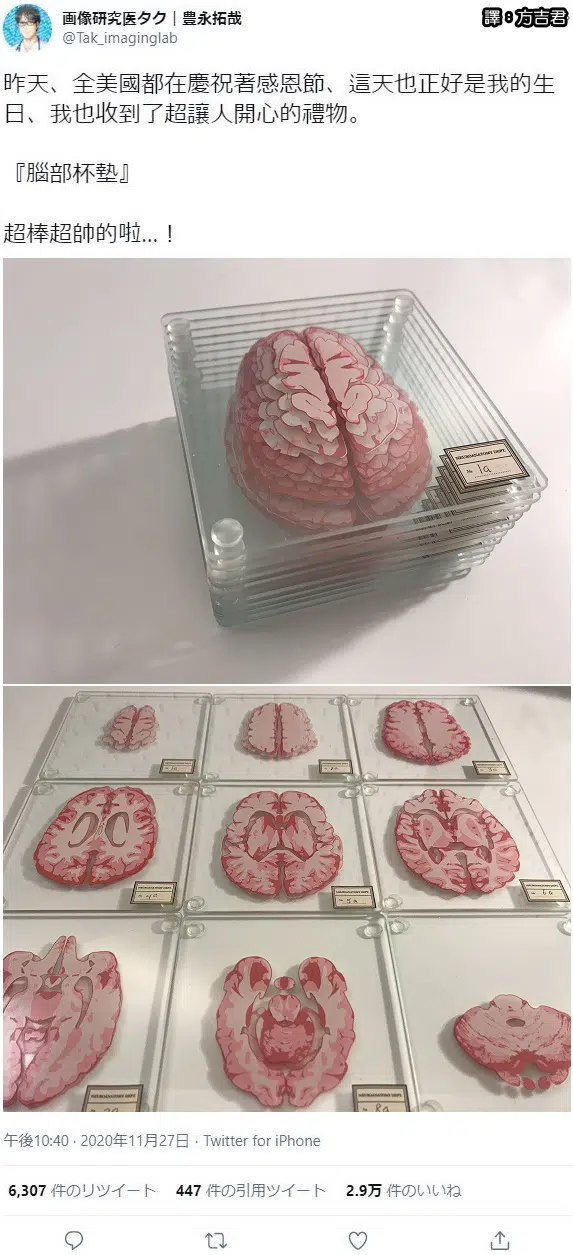 画像研究医タク｜豊永拓哉
譯●方吉君
@Tak_imaginglab
昨天、全美國都在慶祝著感恩節、這天也正好是我的生
日、我也收到了超讓人開心的禮物。
『腦部杯墊』
超棒超帥的啦...！
NEUROANATOMY DEPT.
No. 1a
午後10:40 · 2020年11月27日 · Twitter for iPhone
6,307 件のリツイート 447 件の引用ツイート 2.9万 件のいいね